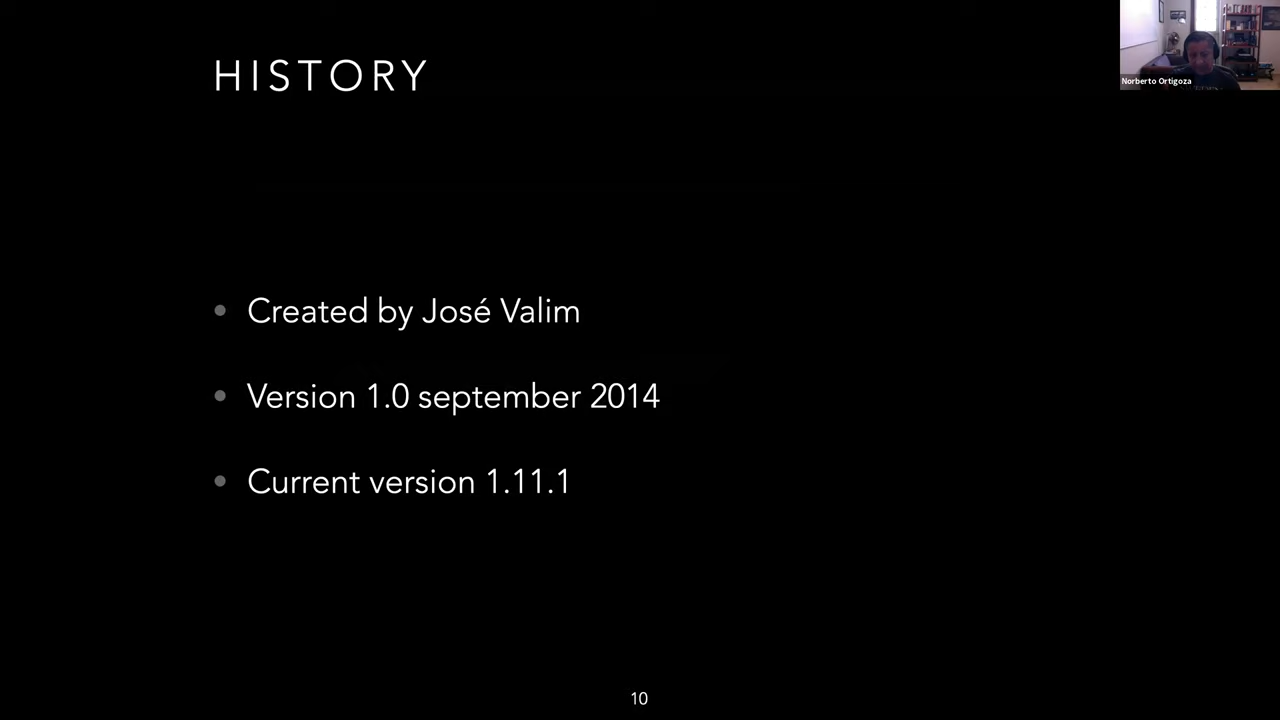 HISTORY
Norberto Ortigoza
• Created by José Valim
• Version 1.0 september 2014
• Current version 1.11.1
10